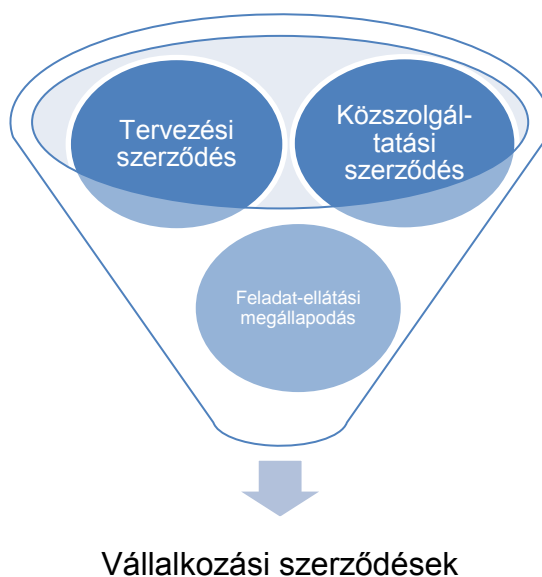 Tervezési
szerződés
Közszolgál-
tatási
szerződés
Feladat-ellátási
megállapodás
Vállalkozási szerződések